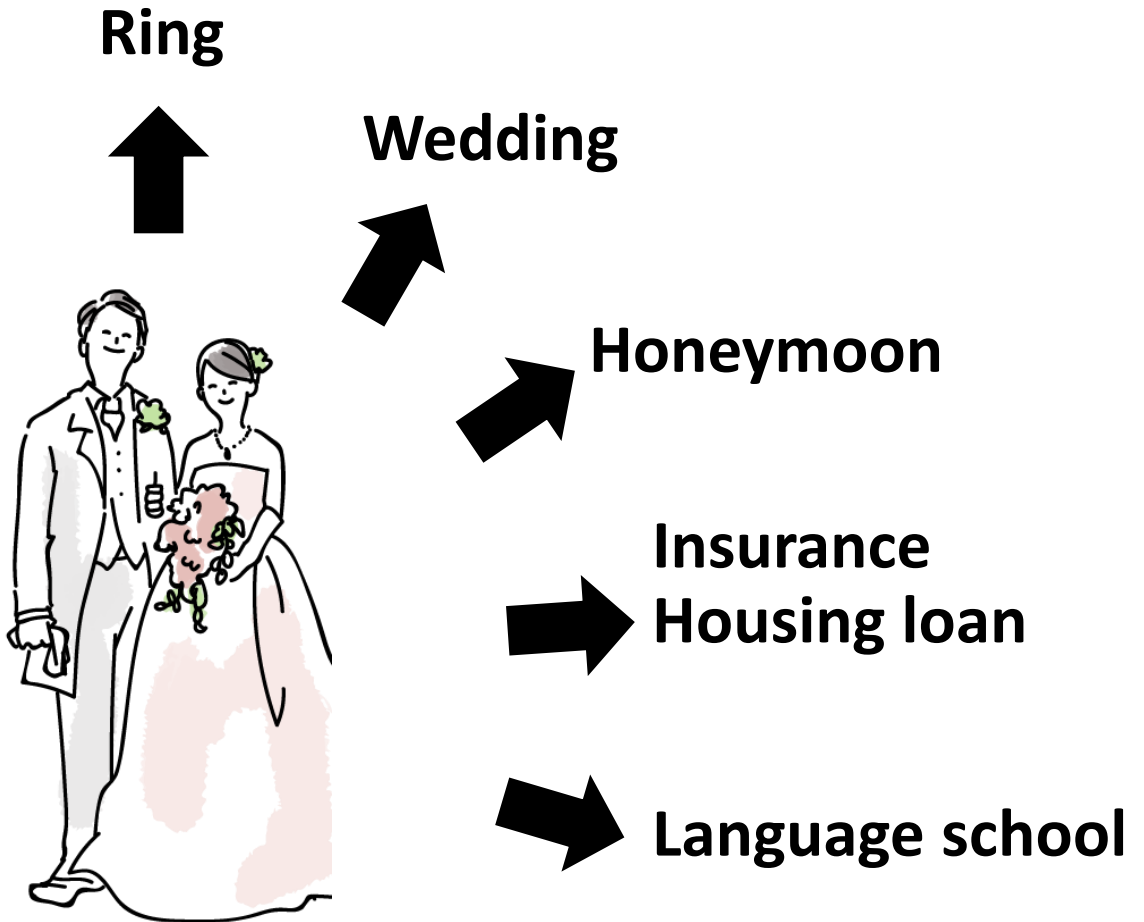 Ring
Wedding
Honeymoon
Insurance
Housing loan
Language school